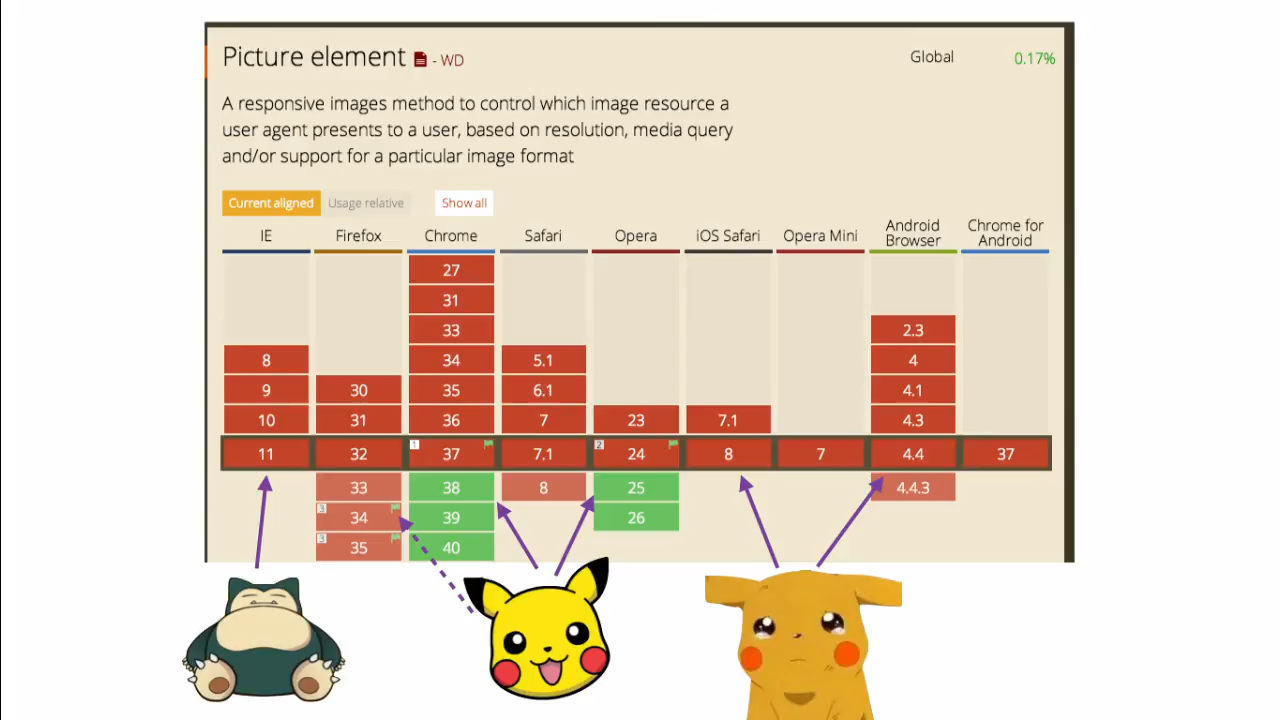 Picture element - WD
Global 0.17%
A responsive images method to control which image resource a
user agent presents to a user, based on resolution, media query
and/or support for a particular image format
Current aligned Usage relative Show all
IE Firefox Chrome Safari Opera iOS Safari Opera Mini Android Browser Chrome for Android
27
31
33 2.3
8 34 5.1 4
9 30 35 6.1 4.1
10 31 36 7 23 7.1 4.3
11 32 1 37 7.1 2 24 8 7 4.4 37
33 38 8 25 4.4.3
3 34 39 26
3 35 40